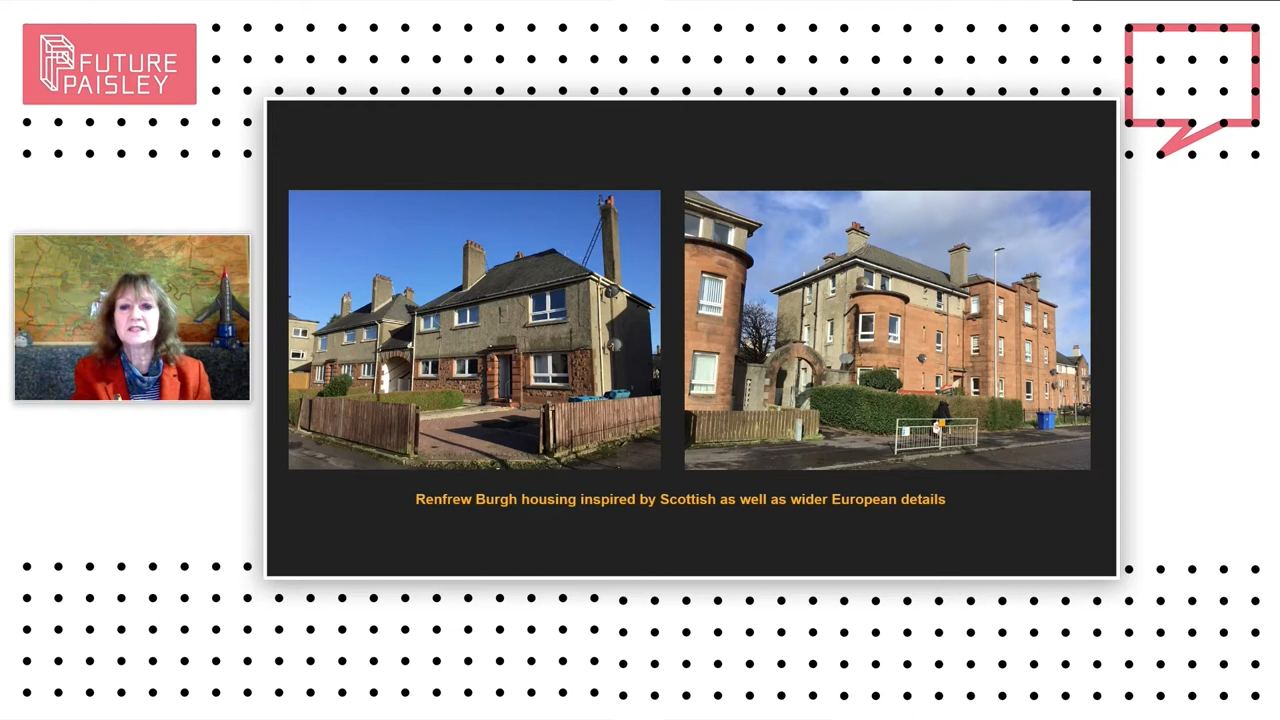 FUTURE
PAISLEY
Renfrew Burgh housing inspired by Scottish as well as wider European details